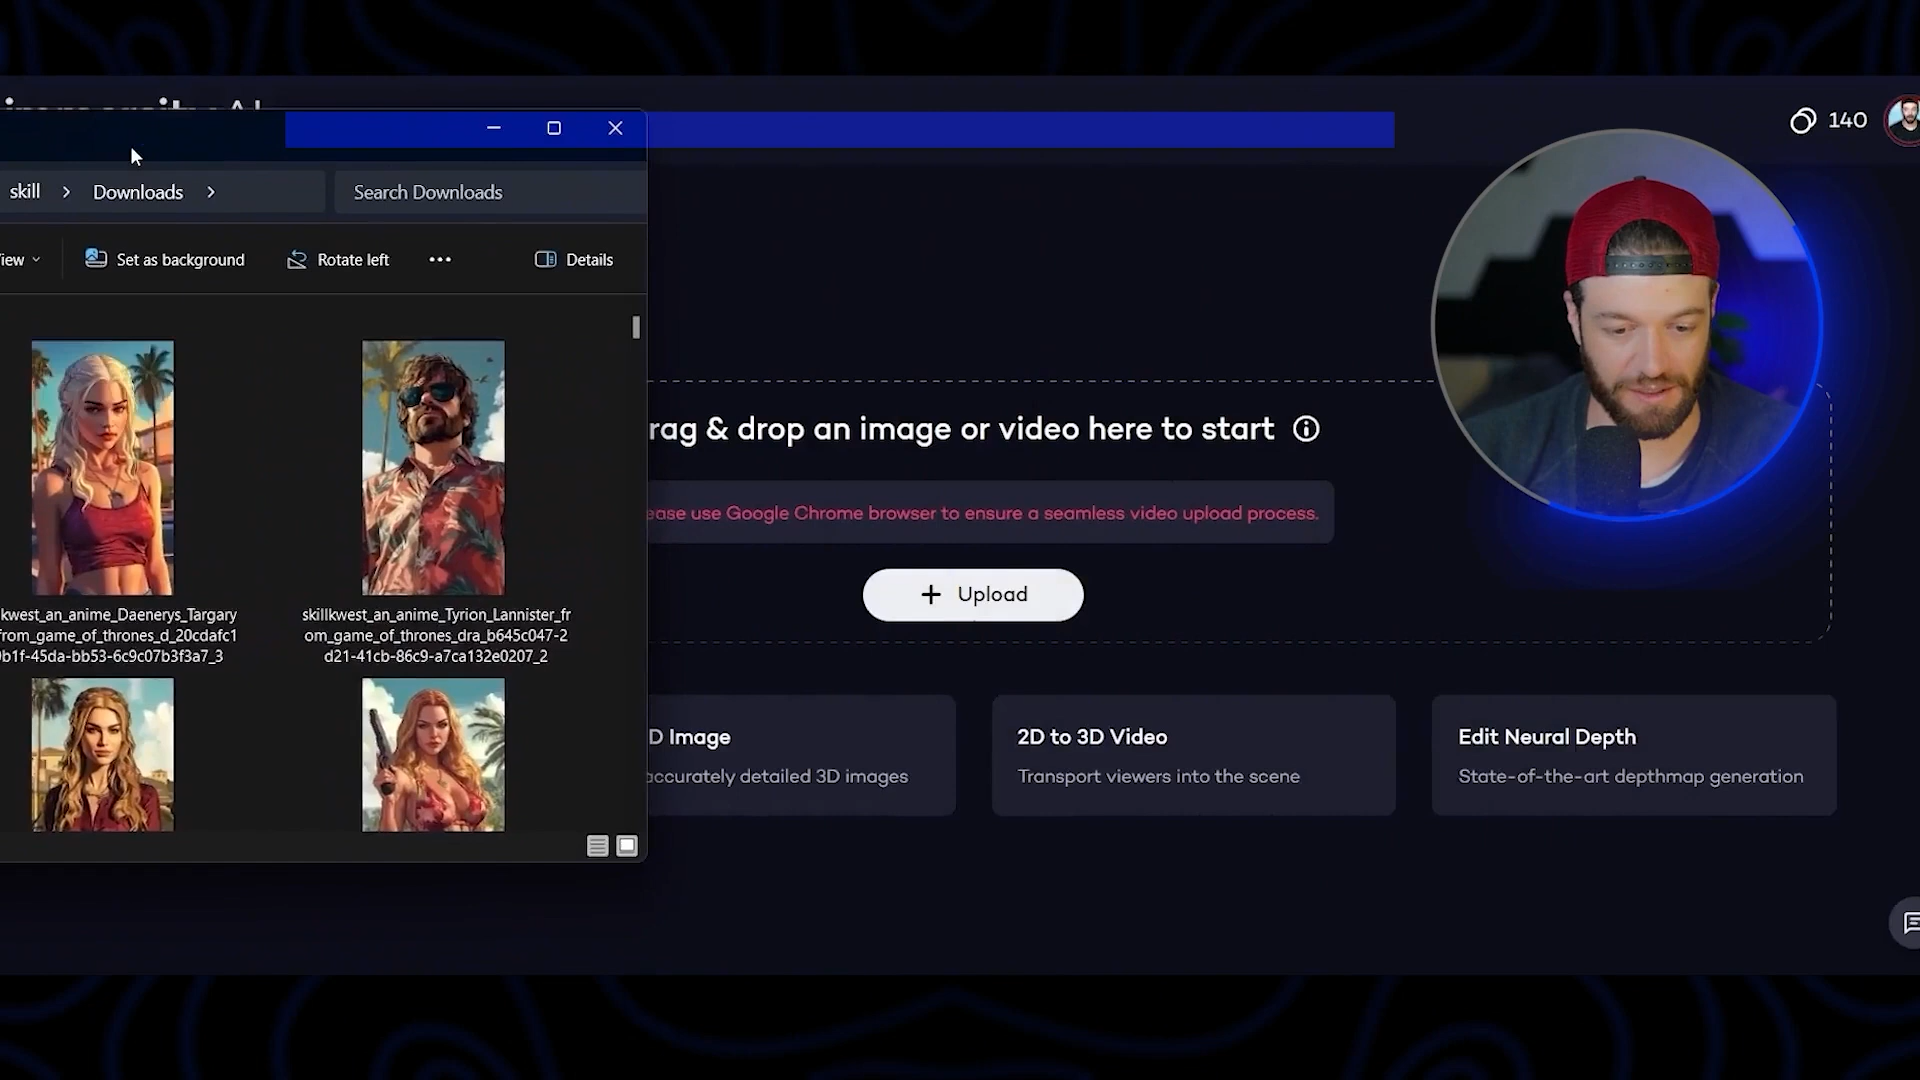 140
skill > Downloads >
Search Downloads
Set as background
Rotate left
...
Details
kwest_an_anime_Daenerys_Targary
from_game_of_thrones_d_20cdafc1
skillkwest_an_anime_Tyrion_Lannister_fr
om_game_of_thrones_dra_b645c047-2
d21-41cb-86c9-a7ca132e0207_2
b1f-45da-bb53-6c9c07b3f3a7_3
rag & drop an image or video here to start
ease use Google Chrome browser to ensure a seamless video upload process.
+ Upload
D Image
accurately detailed 3D images
2D to 3D Video
Transport viewers into the scene
Edit Neural Depth
State-of-the-art depthmap generation